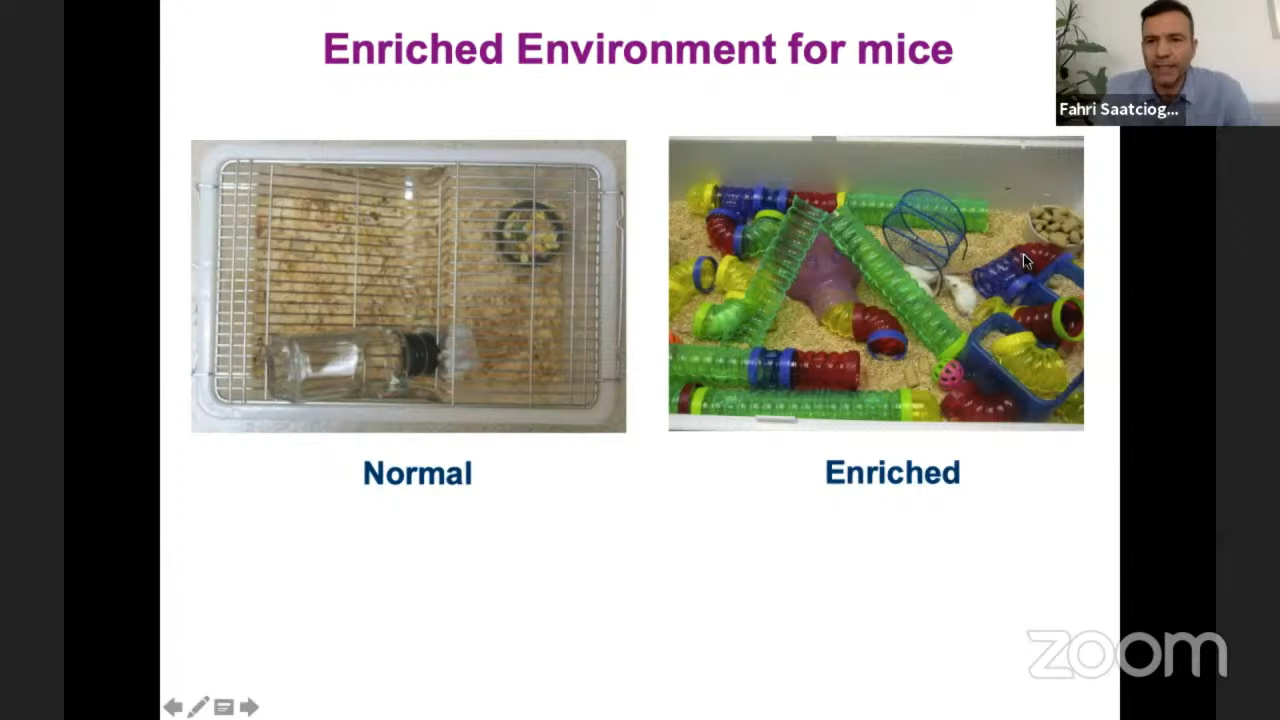 Enriched Environment for mice
Fahri Saatciog...
Normal
Enriched
zoom